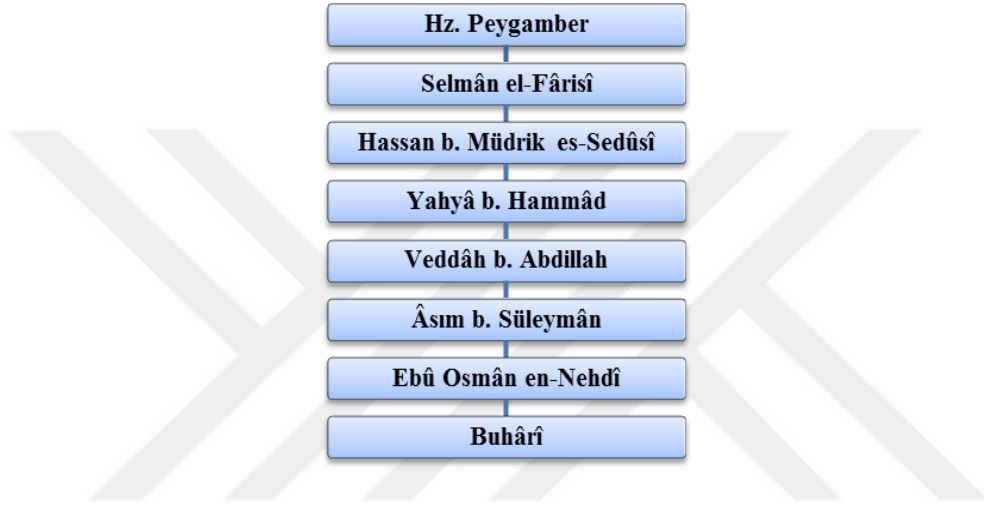 Hz. Peygamber
Selmân el-Fârisî
Hassan b. Müdrik es-Sedûsî
Yahyâ b. Hammâd
Veddâh b. Abdillah
Âsım b. Süleymân
Ebû Osmân en-Nehdî
Buhârî